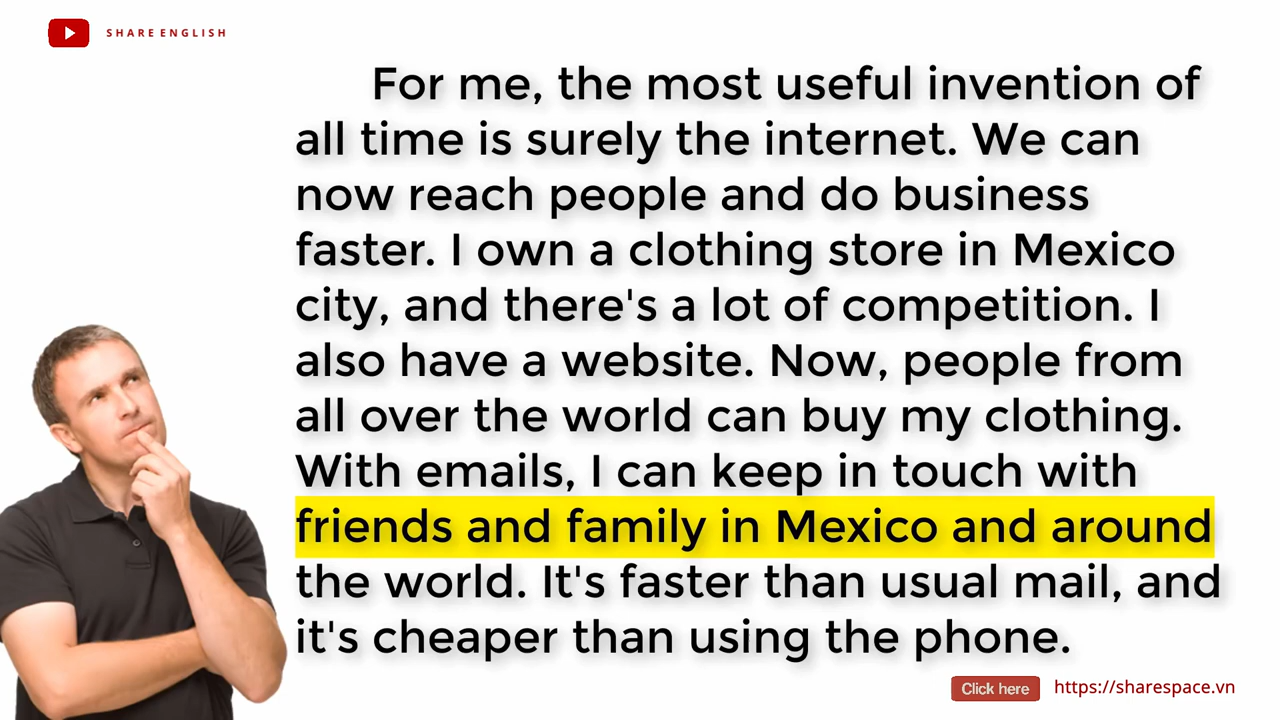 SHARE ENGLISH
For me, the most useful invention of
all time is surely the internet. We can
now reach people and do business
faster. I own a clothing store in Mexico
city, and there's a lot of competition. I
also have a website. Now, people from
all over the world can buy my clothing.
With emails, I can keep in touch with
friends and family in Mexico and around
the world. It's faster than usual mail, and
it's cheaper than using the phone.
Click here https://sharespace.vn